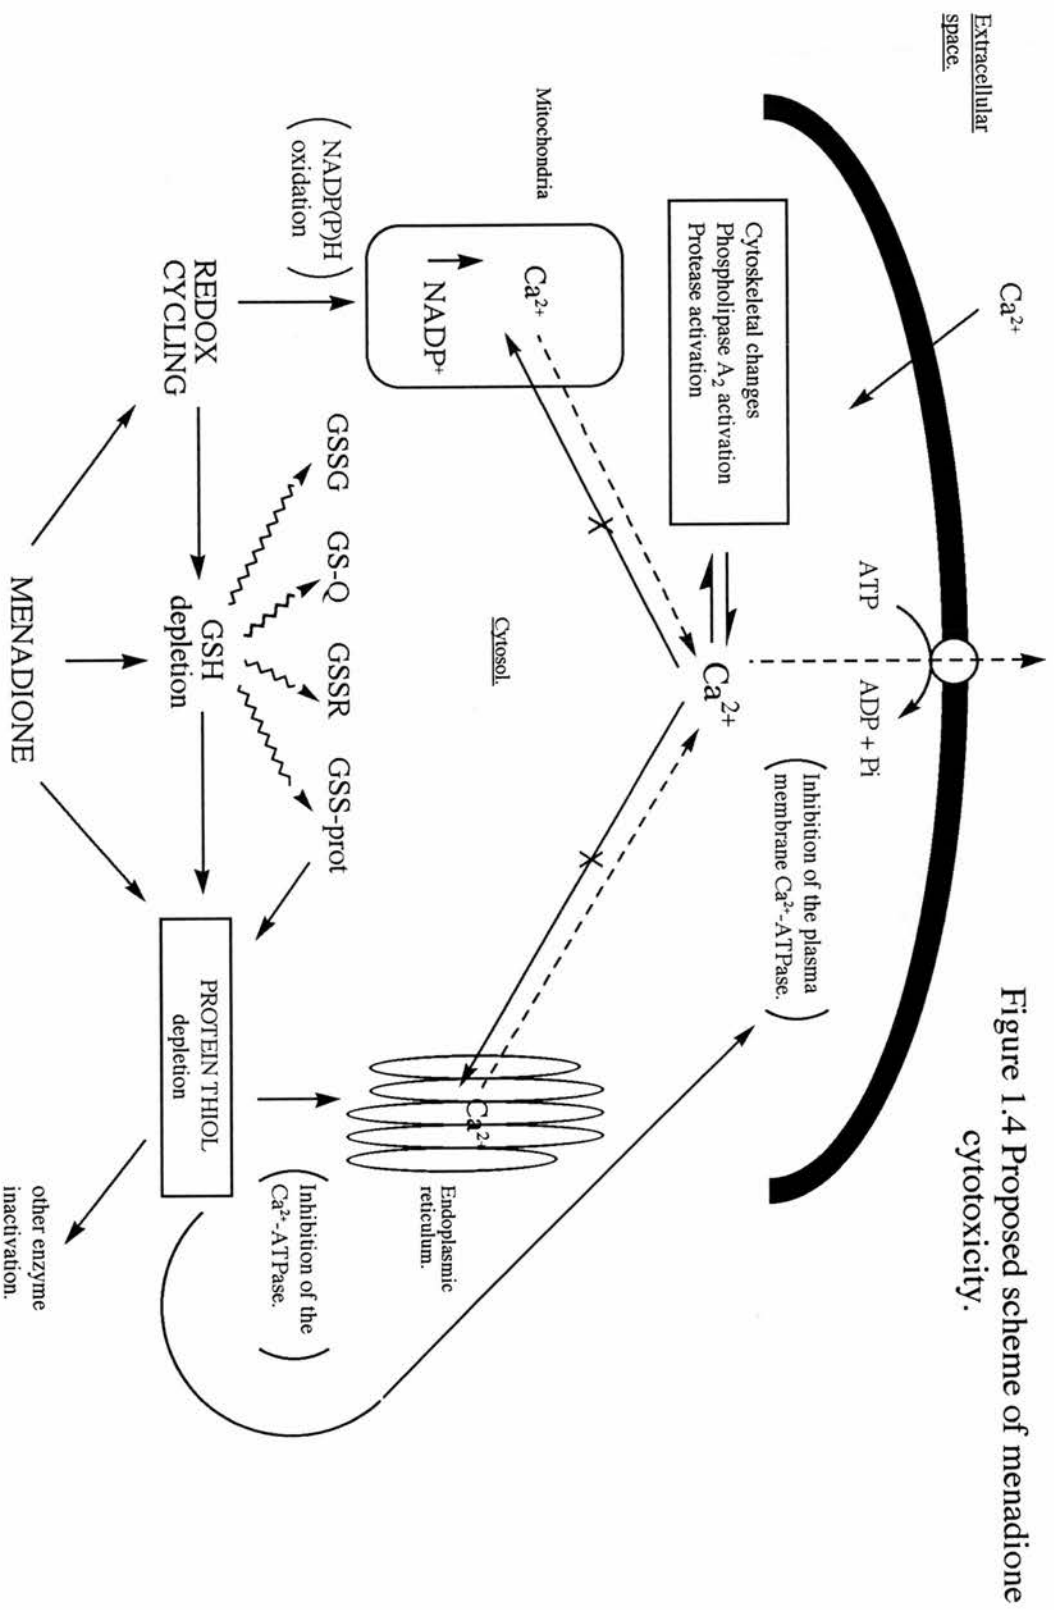 Figure 1.4 Proposed scheme of menadione
cytotoxicity.
Extracellular
space.
Ca²⁺
ATP
ADP + Pi
(Inhibition of the plasma
membrane Ca²⁺-ATPase.)
Cytoskeletal changes
Phospholipase A₂ activation
Protease activation
Ca²⁺
Mitochondria
Ca²⁺
NADP⁺
Cytosol.
Ca²⁺
Endoplasmic
reticulum.
(NADP(P)H
oxidation)
GSSG
GS-Q
GSSR
GSS-prot
(Inhibition of the
Ca²⁺-ATPase.)
REDOX
CYCLING
GSH
depletion
PROTEIN THIOL
depletion
MENADIONE
other enzyme
inactivation.